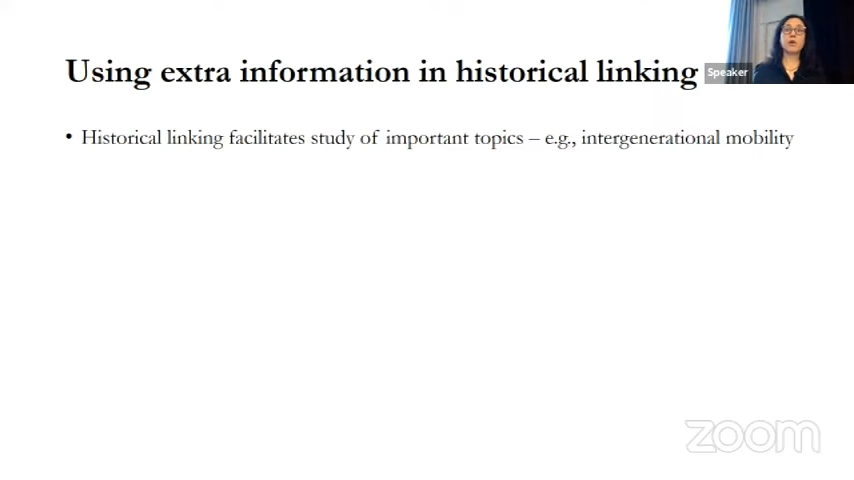 Using extra information in historical linking
Speaker
• Historical linking facilitates study of important topics – e.g., intergenerational mobility
zoom